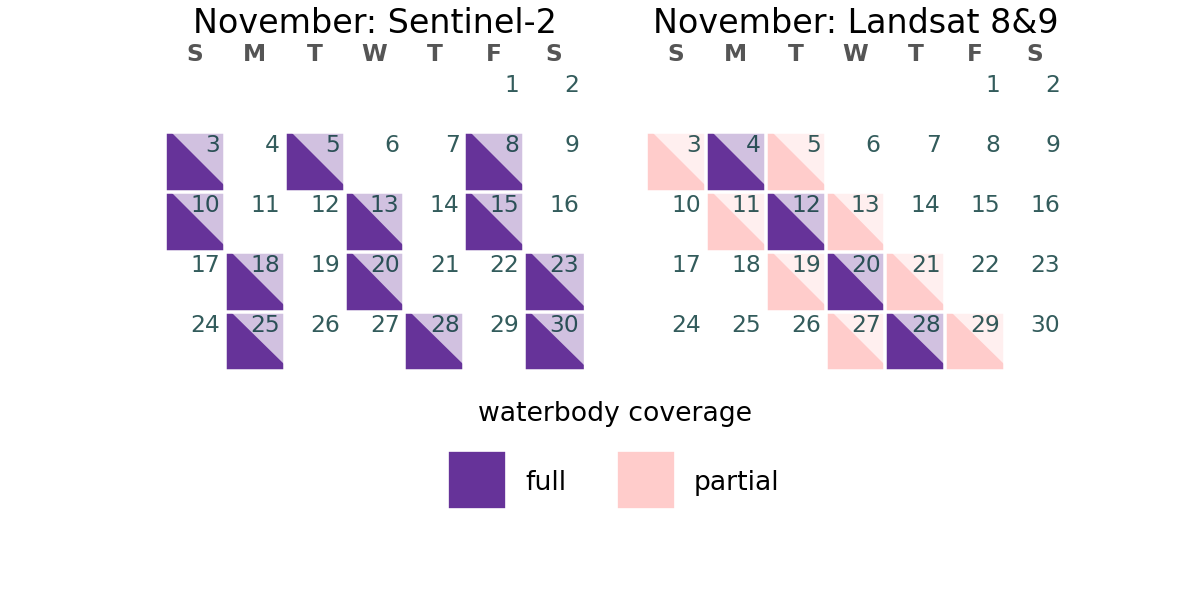 November: Sentinel-2
S M T W T F S
1 2
3 4 5 6 7 8 9
10 11 12 13 14 15 16
17 18 19 20 21 22 23
24 25 26 27 28 29 30
November: Landsat 8&9
S M T W T F S
1 2
3 4 5 6 7 8 9
10 11 12 13 14 15 16
17 18 19 20 21 22 23
24 25 26 27 28 29 30
waterbody coverage
full
partial